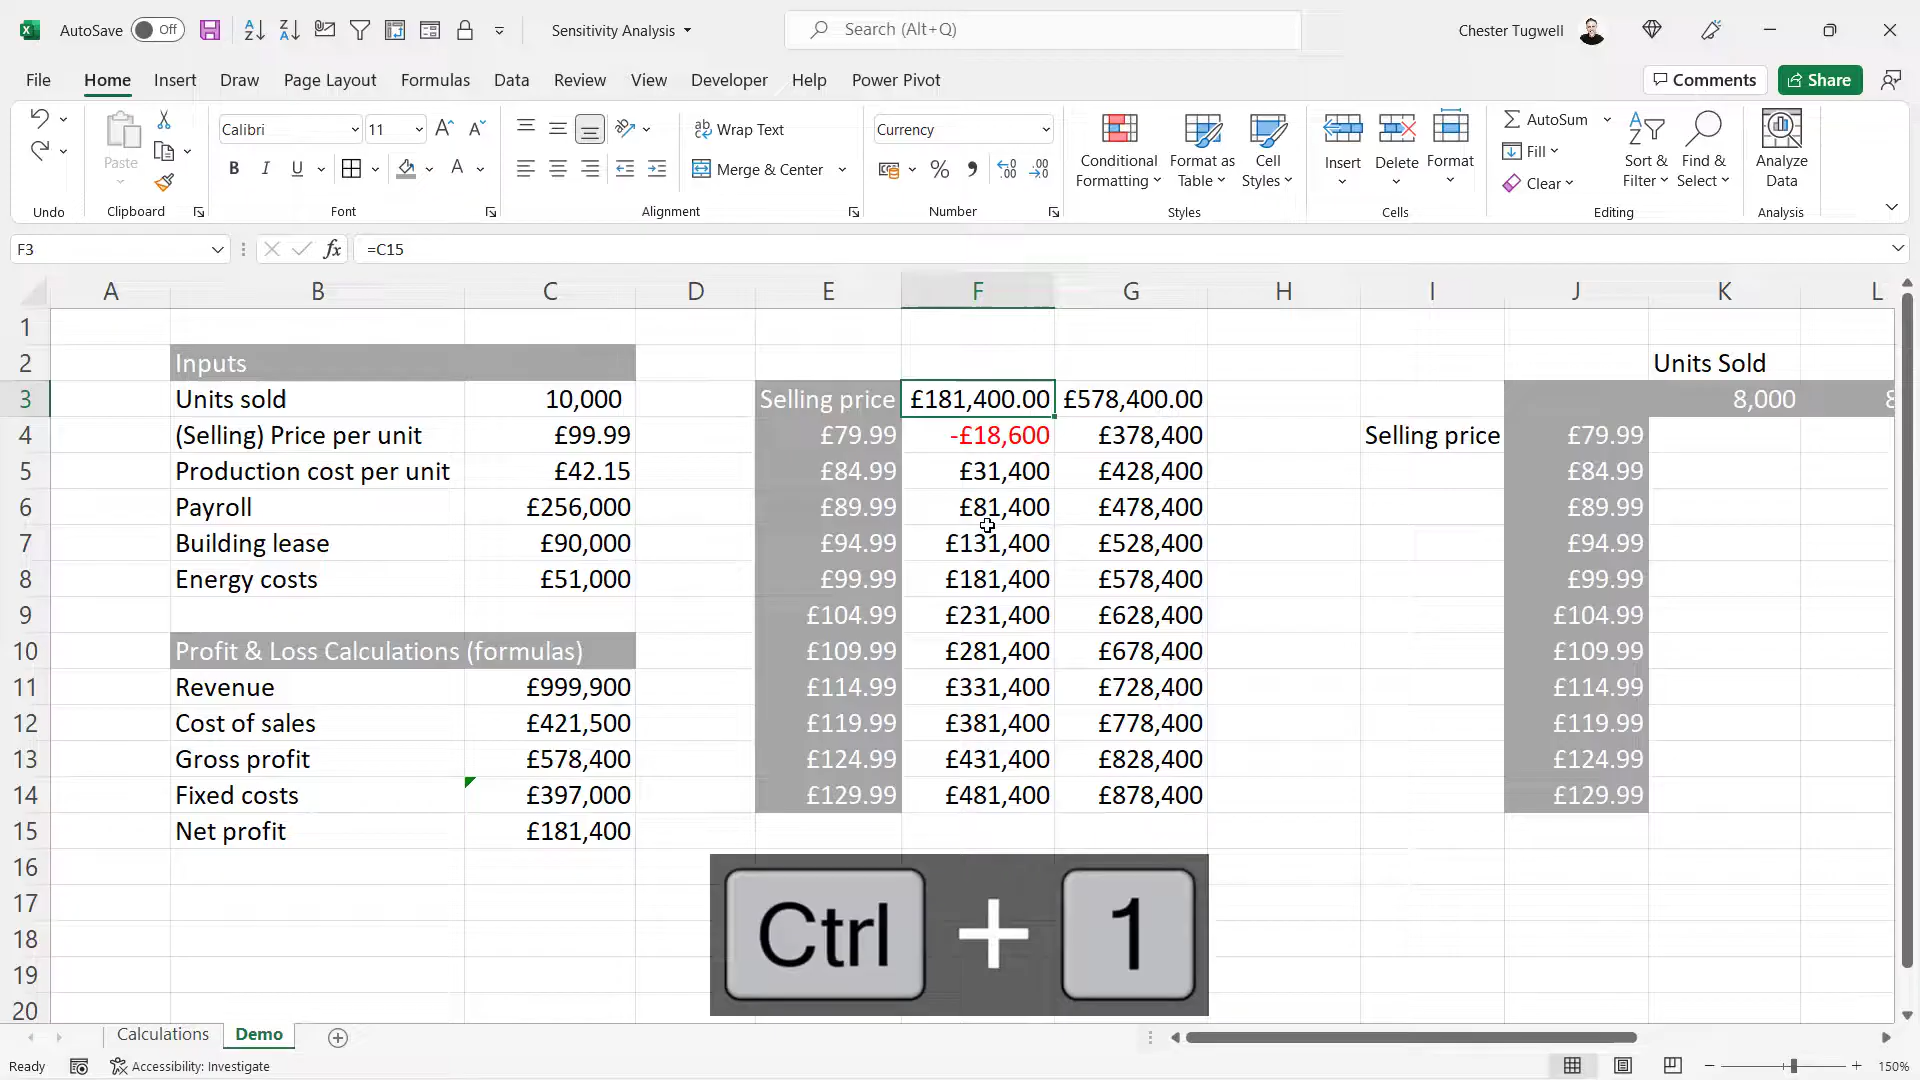 AutoSave Off Sensitivity Analysis Search (Alt+Q) Chester Tugwell
File Home Insert Draw Page Layout Formulas Data Review View Developer Help Power Pivot Comments Share
Paste
Calibri 11
B I U A
ab Wrap Text
Merge & Center
Currency
%
Conditional Formatting
Format as Table
Cell Styles
Insert Delete Format
AutoSum
Fill
Clear
Sort & Filter
Find & Select
Analyze Data
Undo Clipboard Font Alignment Number Styles Cells Editing Analysis
F3 fx =C15
A B C D E F G H I J K L
1
2 Inputs Units Sold
3 Units sold 10,000 Selling price £181,400.00 £578,400.00 8,000
4 (Selling) Price per unit £99.99 £79.99 -£18,600 £378,400 Selling price £79.99
5 Production cost per unit £42.15 £84.99 £31,400 £428,400 £84.99
6 Payroll £256,000 £89.99 £81,400 £478,400 £89.99
7 Building lease £90,000 £94.99 £131,400 £528,400 £94.99
8 Energy costs £51,000 £99.99 £181,400 £578,400 £99.99
9 £104.99 £231,400 £628,400 £104.99
10 Profit & Loss Calculations (formulas) £109.99 £281,400 £678,400 £109.99
11 Revenue £999,900 £114.99 £331,400 £728,400 £114.99
12 Cost of sales £421,500 £119.99 £381,400 £778,400 £119.99
13 Gross profit £578,400 £124.99 £431,400 £828,400 £124.99
14 Fixed costs £397,000 £129.99 £481,400 £878,400 £129.99
15 Net profit £181,400
16
17
18
19
20
Ctrl + 1
Calculations Demo
Ready Accessibility: Investigate 150%